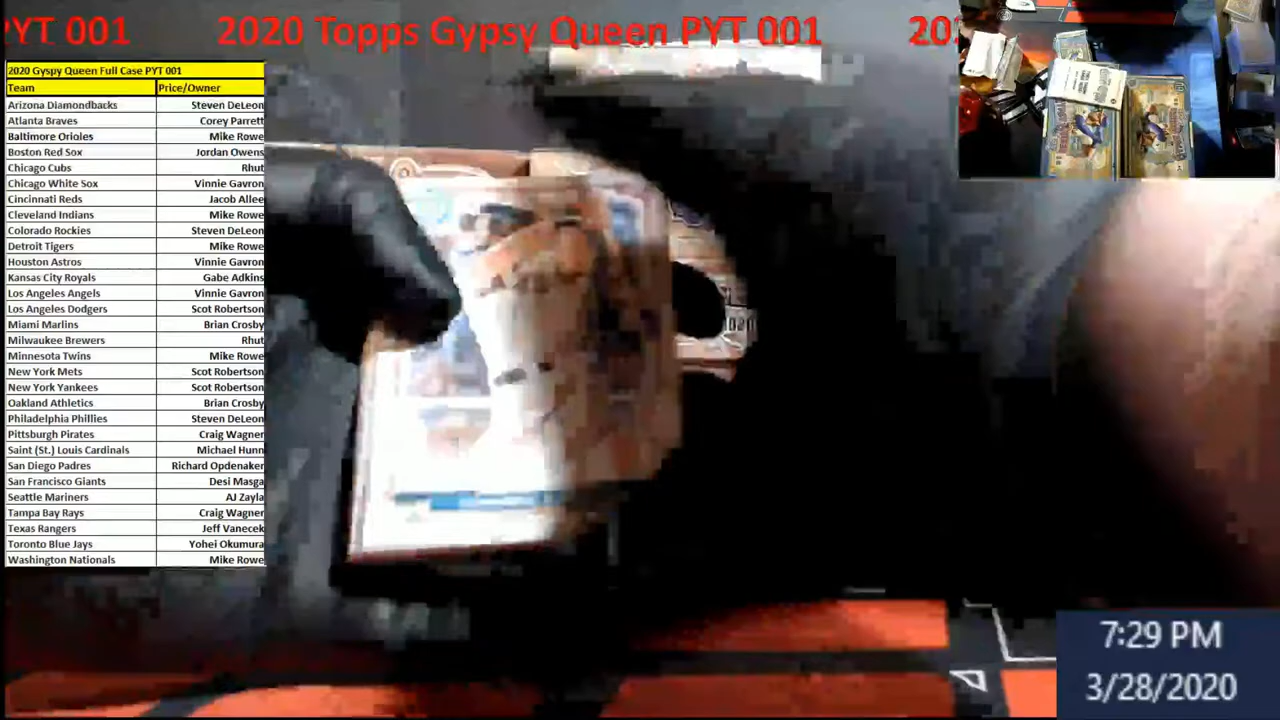 PYT 001 2020 Topps Gypsy Queen PYT 001 20
2020 Gyspy Queen Full Case PYT 001
Team Price/Owner
Arizona Diamondbacks Steven DeLeon
Atlanta Braves Corey Parrett
Baltimore Orioles Mike Rowe
Boston Red Sox Jordan Owens
Chicago Cubs Rhut
Chicago White Sox Vinnie Gavron
Cincinnati Reds Jacob Allee
Cleveland Indians Mike Rowe
Colorado Rockies Steven DeLeon
Detroit Tigers Mike Rowe
Houston Astros Vinnie Gavron
Kansas City Royals Gabe Adkins
Los Angeles Angels Vinnie Gavron
Los Angeles Dodgers Scot Robertson
Miami Marlins Brian Crosby
Milwaukee Brewers Rhut
Minnesota Twins Mike Rowe
New York Mets Scot Robertson
New York Yankees Scot Robertson
Oakland Athletics Brian Crosby
Philadelphia Phillies Steven DeLeon
Pittsburgh Pirates Craig Wagner
Saint (St.) Louis Cardinals Michael Hunn
San Diego Padres Richard Opdenaker
San Francisco Giants Desi Masga
Seattle Mariners AJ Zayla
Tampa Bay Rays Craig Wagner
Texas Rangers Jeff Vanecek
Toronto Blue Jays Yohei Okumura
Washington Nationals Mike Rowe
2020
7:29 PM
3/28/2020